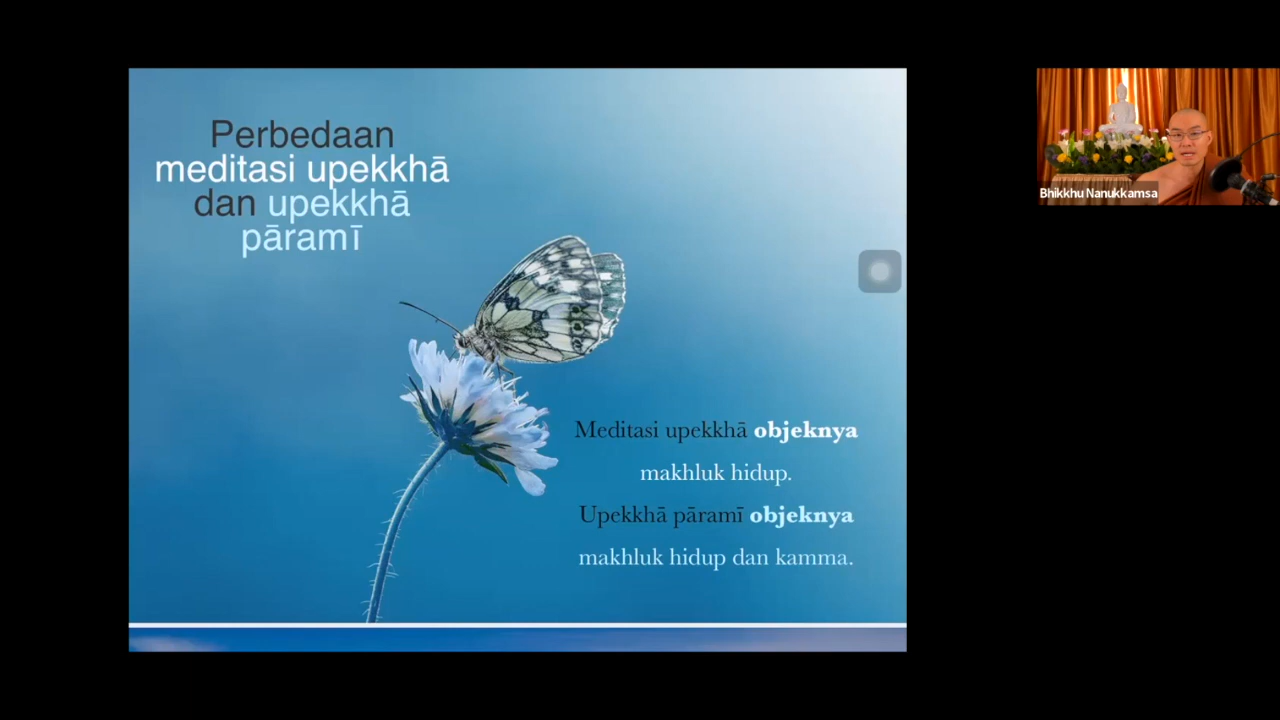 Perbedaan
meditasi upekkhā
dan upekkhā
pāramī
Meditasi upekkhā objeknya
makhluk hidup.
Upekkhā pāramī objeknya
makhluk hidup dan kamma.
Bhikkhu Nanukkamsa